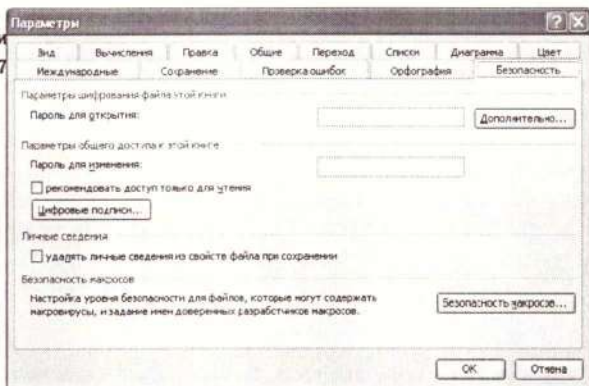 Параметры
и
Вид Вычисления Правка Общие Переход Списки Диаграмма Цвет
7
Международные Сохранение Проверка ошибок Орфография Безопасность
Параметры шифрования файла этой книги
Пароль для открытия:
Дополнительно...
Параметры общего доступа к этой книге
Пароль для изменения:
рекомендовать доступ только для чтения
Цифровые подписи...
Личные сведения
удалять личные сведения из свойств файла при сохранении
Безопасность макросов
Настройка уровня безопасности для файлов, которые могут содержать
макровирусы, и задание имен доверенных разработчиков макросов.
Безопасность макросов...
ОК Отмена